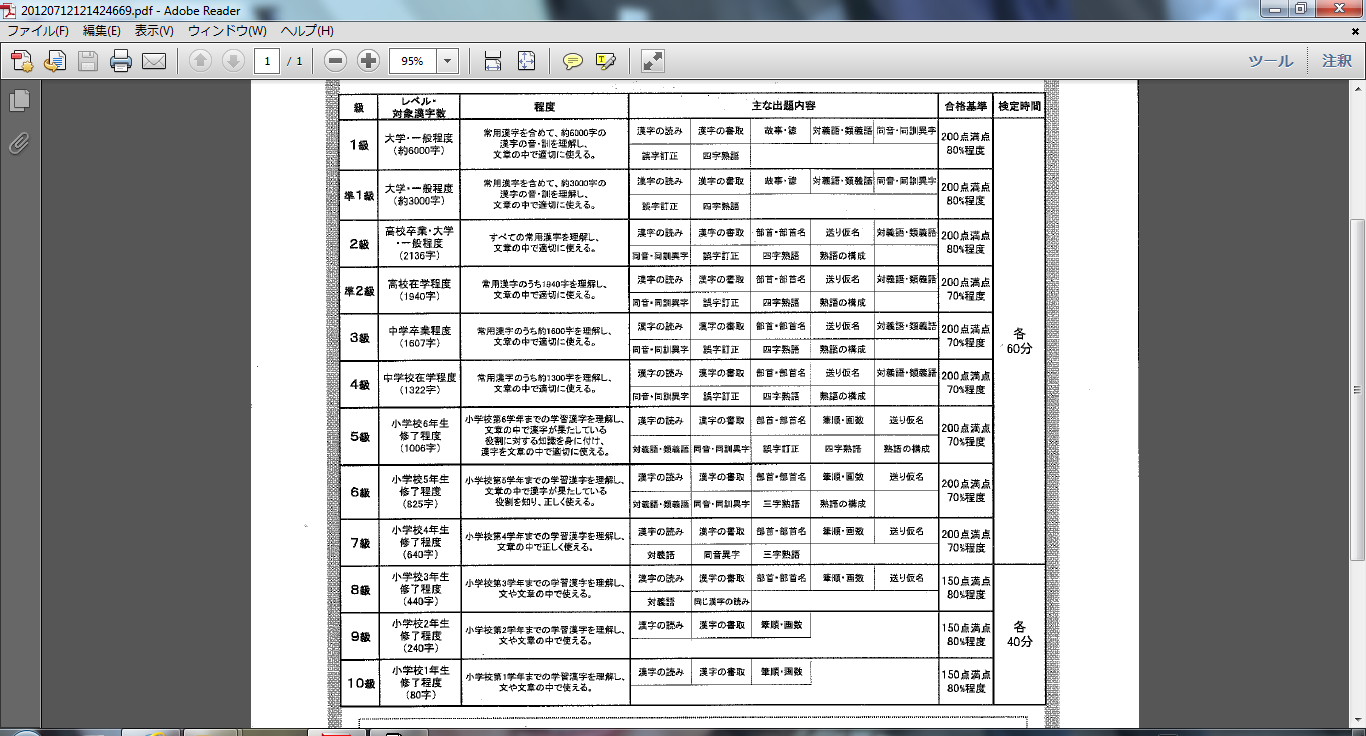 20120712121424669.pdf - Adobe Reader
ファイル(F) 編集(E) 表示(V) ウィンドウ(W) ヘルプ(H)
1 / 1 95% ツール 注釈
級 レベル・対象漢字数 程度 主な出題内容 合格基準 検定時間
1級
大学・一般程度
(約6000字)
常用漢字を含めて、約6000字の
漢字の音・訓を理解し、
文章の中で適切に使える。
漢字の読み 漢字の書取 故事・諺 対義語・類義語 同音・同訓異字
誤字訂正 四字熟語
200点満点
80%程度
準1級
大学・一般程度
(約3000字)
常用漢字を含めて、約3000字の
漢字の音・訓を理解し、
文章の中で適切に使える。
漢字の読み 漢字の書取 故事・諺 対義語・類義語 同音・同訓異字
誤字訂正 四字熟語
200点満点
80%程度
2級
高校卒業・大学
・一般程度
(2136字)
すべての常用漢字を理解し、
文章の中で適切に使える。
漢字の読み 漢字の書取 部首・部首名 送り仮名 対義語・類義語
同音・同訓異字 誤字訂正 四字熟語 熟語の構成
200点満点
80%程度
準2級
高校在学程度
(1940字)
常用漢字のうち1940字を理解し、
文章の中で適切に使える。
漢字の読み 漢字の書取 部首・部首名 送り仮名 対義語・類義語
同音・同訓異字 誤字訂正 四字熟語 熟語の構成
200点満点
70%程度
3級
中学卒業程度
(1607字)
常用漢字のうち約1600字を理解し、
文章の中で適切に使える。
漢字の読み 漢字の書取 部首・部首名 送り仮名 対義語・類義語
同音・同訓異字 誤字訂正 四字熟語 熟語の構成
200点満点
70%程度
4級
中学校在学程度
(1322字)
常用漢字のうち約1300字を理解し、
文章の中で適切に使える。
漢字の読み 漢字の書取 部首・部首名 送り仮名 対義語・類義語
同音・同訓異字 誤字訂正 四字熟語 熟語の構成
200点満点
70%程度
5級
小学校6年生
修了程度
(1006字)
小学校第6学年までの学習漢字を理解し、
文章の中で漢字が果たしている
役割に対する知識を身に付け、
漢字を文章の中で適切に使える。
漢字の読み 漢字の書取 部首・部首名 筆順・画数 送り仮名
対義語・類義語 同音・同訓異字 誤字訂正 四字熟語 熟語の構成
200点満点
70%程度
6級
小学校5年生
修了程度
(825字)
小学校第5学年までの学習漢字を理解し、
文章の中で漢字が果たしている
役割を知り、正しく使える。
漢字の読み 漢字の書取 部首・部首名 筆順・画数 送り仮名
対義語・類義語 同音・同訓異字 三字熟語 熟語の構成
200点満点
70%程度
7級
小学校4年生
修了程度
(640字)
小学校第4学年までの学習漢字を理解し、
文章の中で正しく使える。
漢字の読み 漢字の書取 部首・部首名 筆順・画数 送り仮名
対義語 同音異字 三字熟語
200点満点
70%程度
各
60分
8級
小学校3年生
修了程度
(440字)
小学校第3学年までの学習漢字を理解し、
文や文章の中で使える。
漢字の読み 漢字の書取 部首・部首名 筆順・画数 送り仮名
対義語 同じ漢字の読み
150点満点
80%程度
9級
小学校2年生
修了程度
(240字)
小学校第2学年までの学習漢字を理解し、
文や文章の中で使える。
漢字の読み 漢字の書取 筆順・画数
150点満点
80%程度
10級
小学校1年生
修了程度
(80字)
小学校第1学年までの学習漢字を理解し、
文や文章の中で使える。
漢字の読み 漢字の書取 筆順・画数
150点満点
80%程度
各
40分